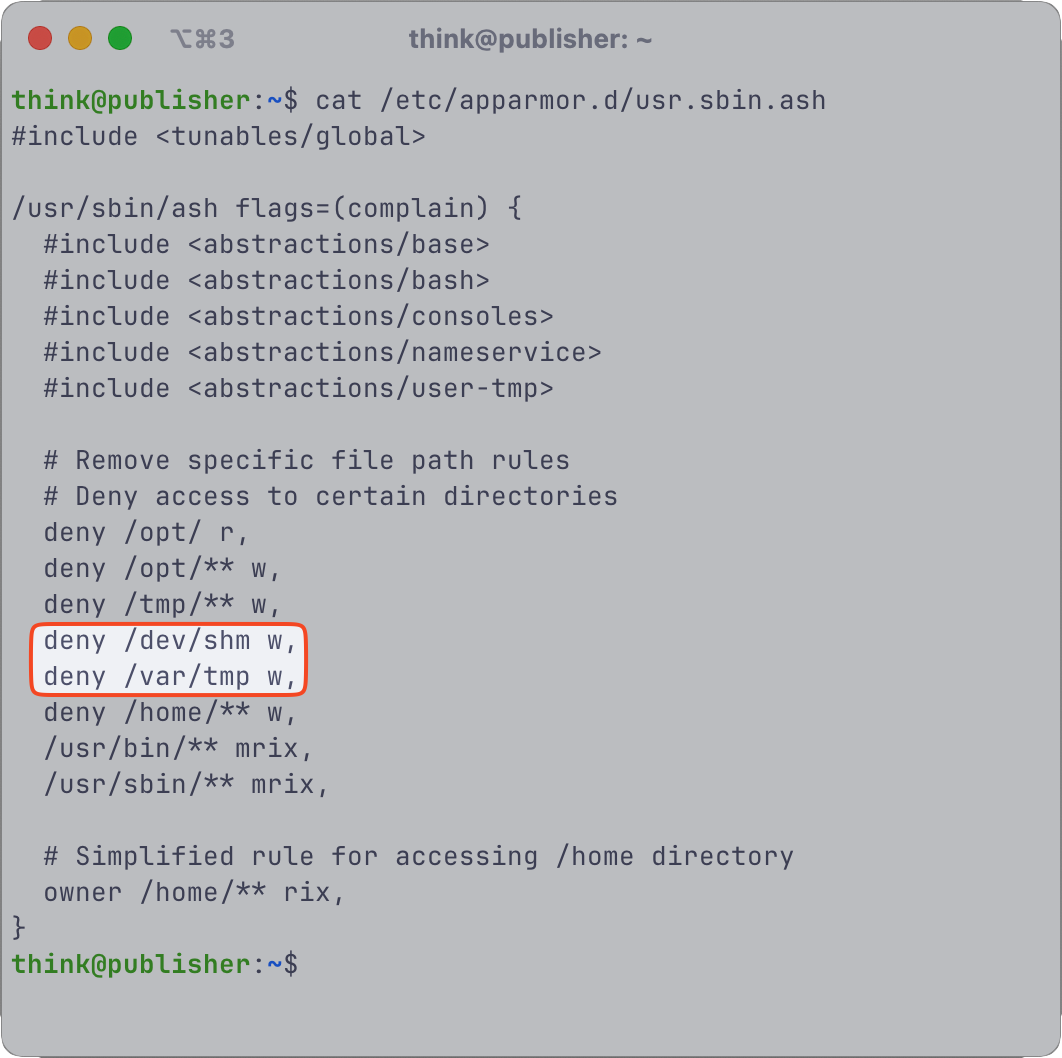 ⌥⌘3 think@publisher: ~
think@publisher:~$ cat /etc/apparmor.d/usr.sbin.ash
#include <tunables/global>
/usr/sbin/ash flags=(complain) {
  #include <abstractions/base>
  #include <abstractions/bash>
  #include <abstractions/consoles>
  #include <abstractions/nameservice>
  #include <abstractions/user-tmp>
  # Remove specific file path rules
  # Deny access to certain directories
  deny /opt/ r,
  deny /opt/** w,
  deny /tmp/** w,
  deny /dev/shm w,
  deny /var/tmp w,
  deny /home/** w,
  /usr/bin/** mrix,
  /usr/sbin/** mrix,
  # Simplified rule for accessing /home directory
  owner /home/** rix,
}
think@publisher:~$